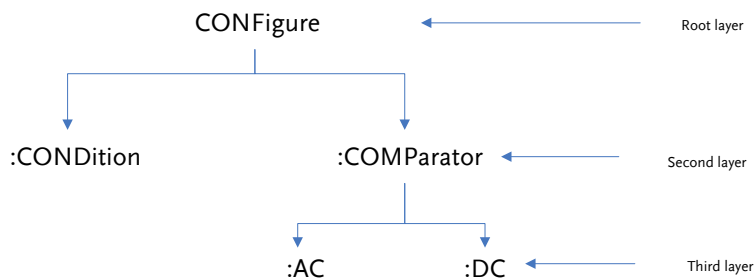 CONFigure
Root layer
:CONDition
:COMParator
Second layer
:AC
:DC
Third layer